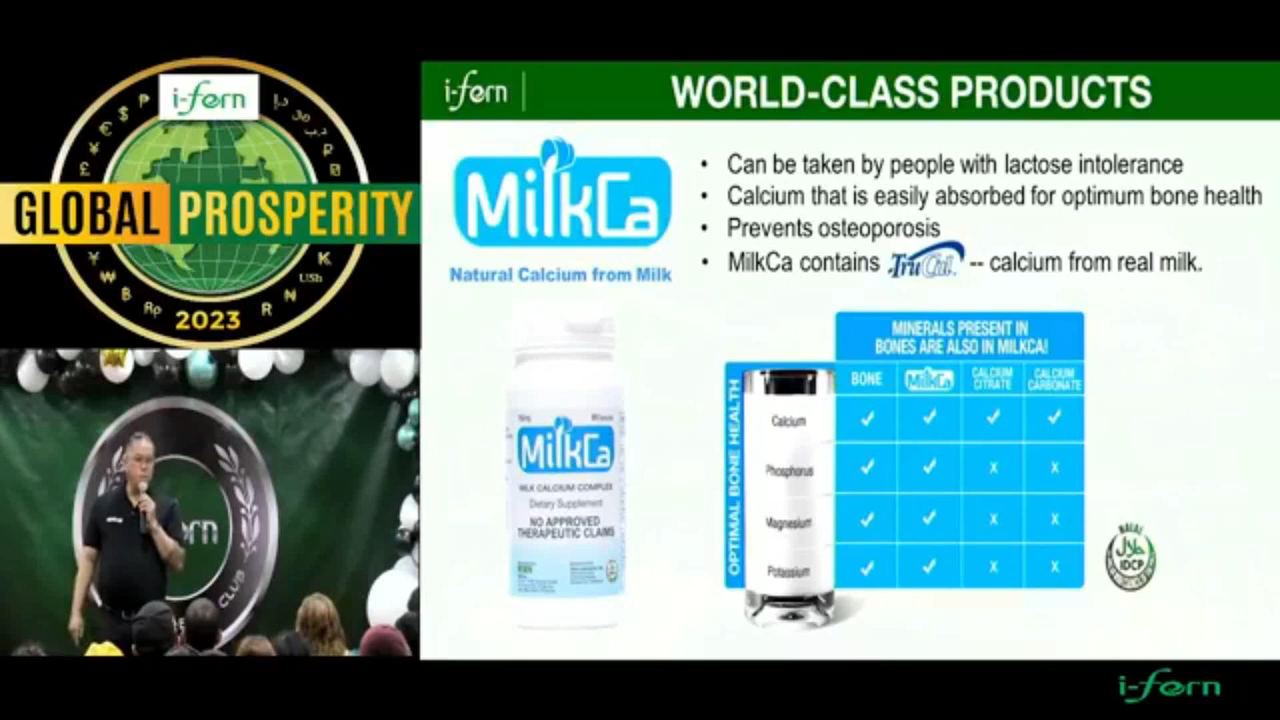 i-fern
GLOBAL PROSPERITY
2023
i-fern
WORLD-CLASS PRODUCTS
MilkCa
Natural Calcium from Milk
• Can be taken by people with lactose intolerance
• Calcium that is easily absorbed for optimum bone health
• Prevents osteoporosis
• MilkCa contains TruCal -- calcium from real milk.
MilkCa
MILK CALCIUM COMPLEX
Dietary Supplement
NO APPROVED
THERAPEUTIC CLAIMS
MINERALS PRESENT IN
BONES ARE ALSO IN MILKCA!
OPTIMAL BONE HEALTH
BONE MilkCa CALCIUM CITRATE CALCIUM CARBONATE
Calcium ✓ ✓ ✓ ✓
Phosphorus ✓ ✓ x x
Magnesium ✓ ✓ x x
Potassium ✓ ✓ x x
HALAL
حلال
IDCP
CLUB
i-fern